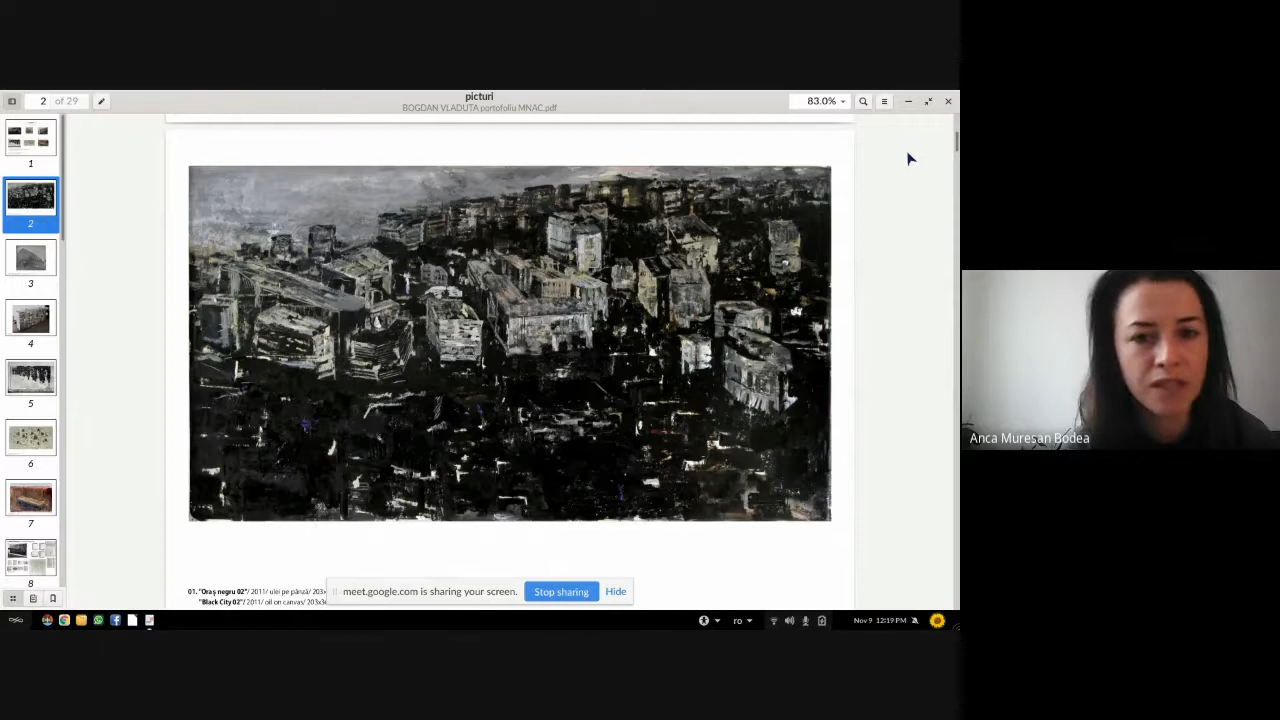 2 of 29
picturi
BOGDAN VLADUTA portofoliu MNAC.pdf
83.0%
1
2
3
4
5
6
7
8
01. "Oraș negru 02"/ 2011/ ulei pe pânză/
"Black City 02"/ 2011/ oil on canvas/
meet.google.com is sharing your screen. Stop sharing Hide
Anca Muresan Bodea
ro
Nov 9 12:19 PM